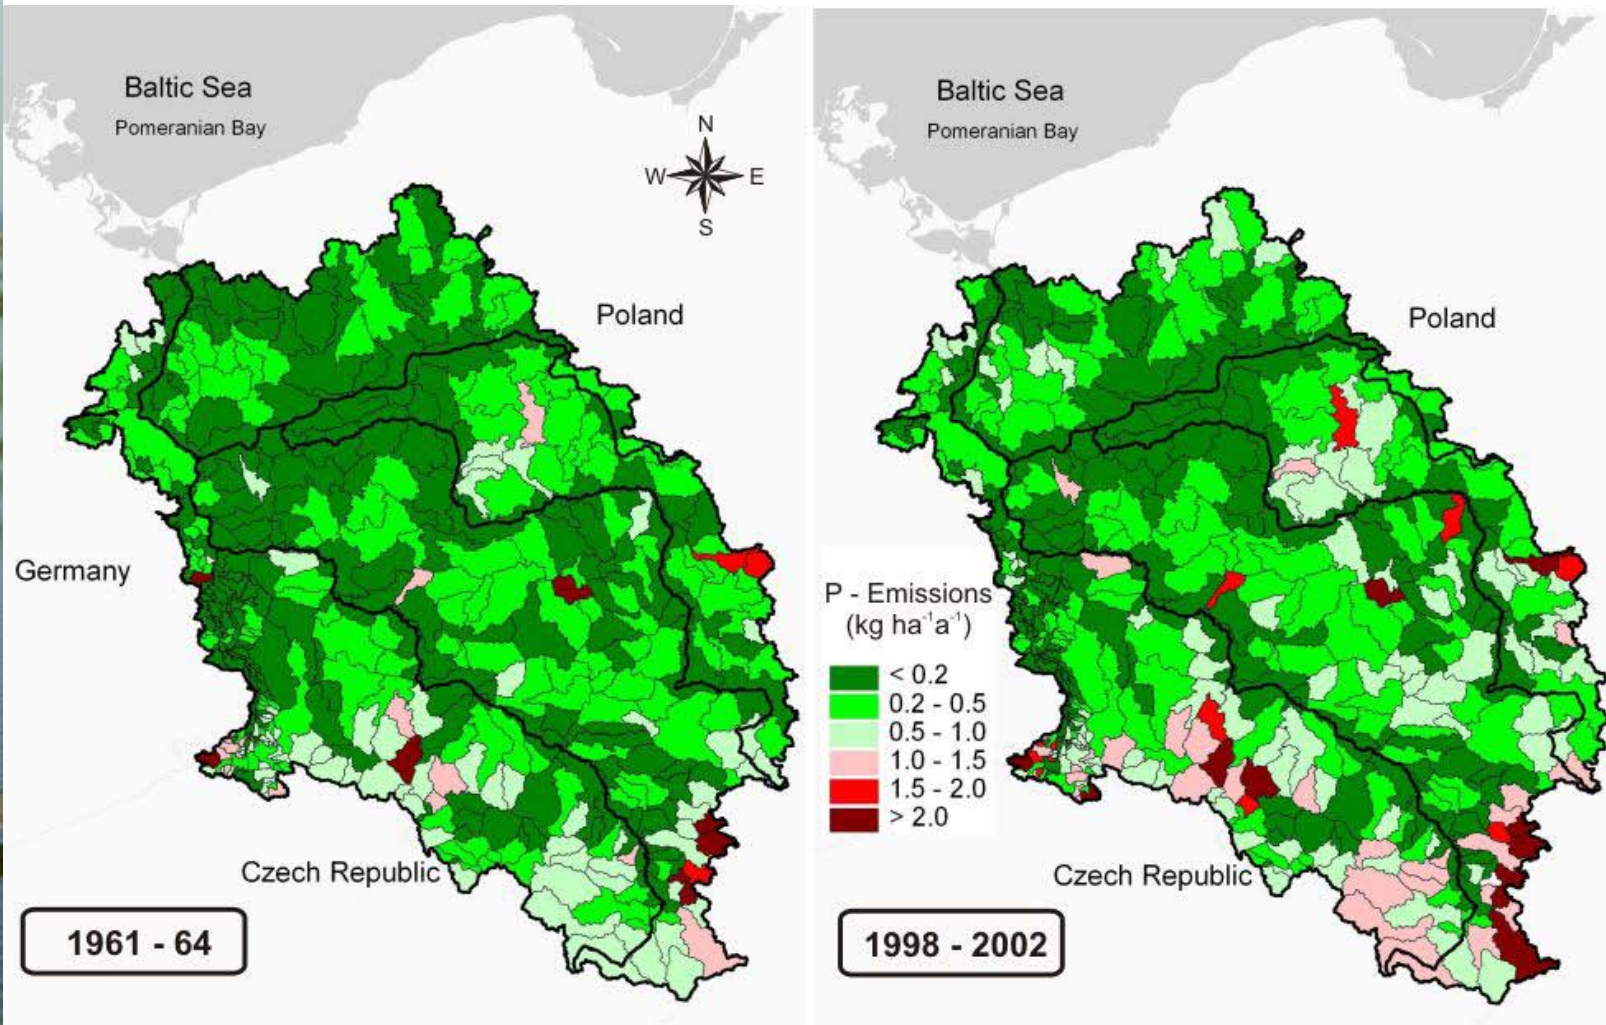 Baltic Sea
Pomeranian Bay
N
W E
S
Poland
Germany
Czech Republic
1961 - 64
Baltic Sea
Pomeranian Bay
Poland
P - Emissions
(kg ha⁻¹a⁻¹)
< 0.2
0.2 - 0.5
0.5 - 1.0
1.0 - 1.5
1.5 - 2.0
> 2.0
Czech Republic
1998 - 2002